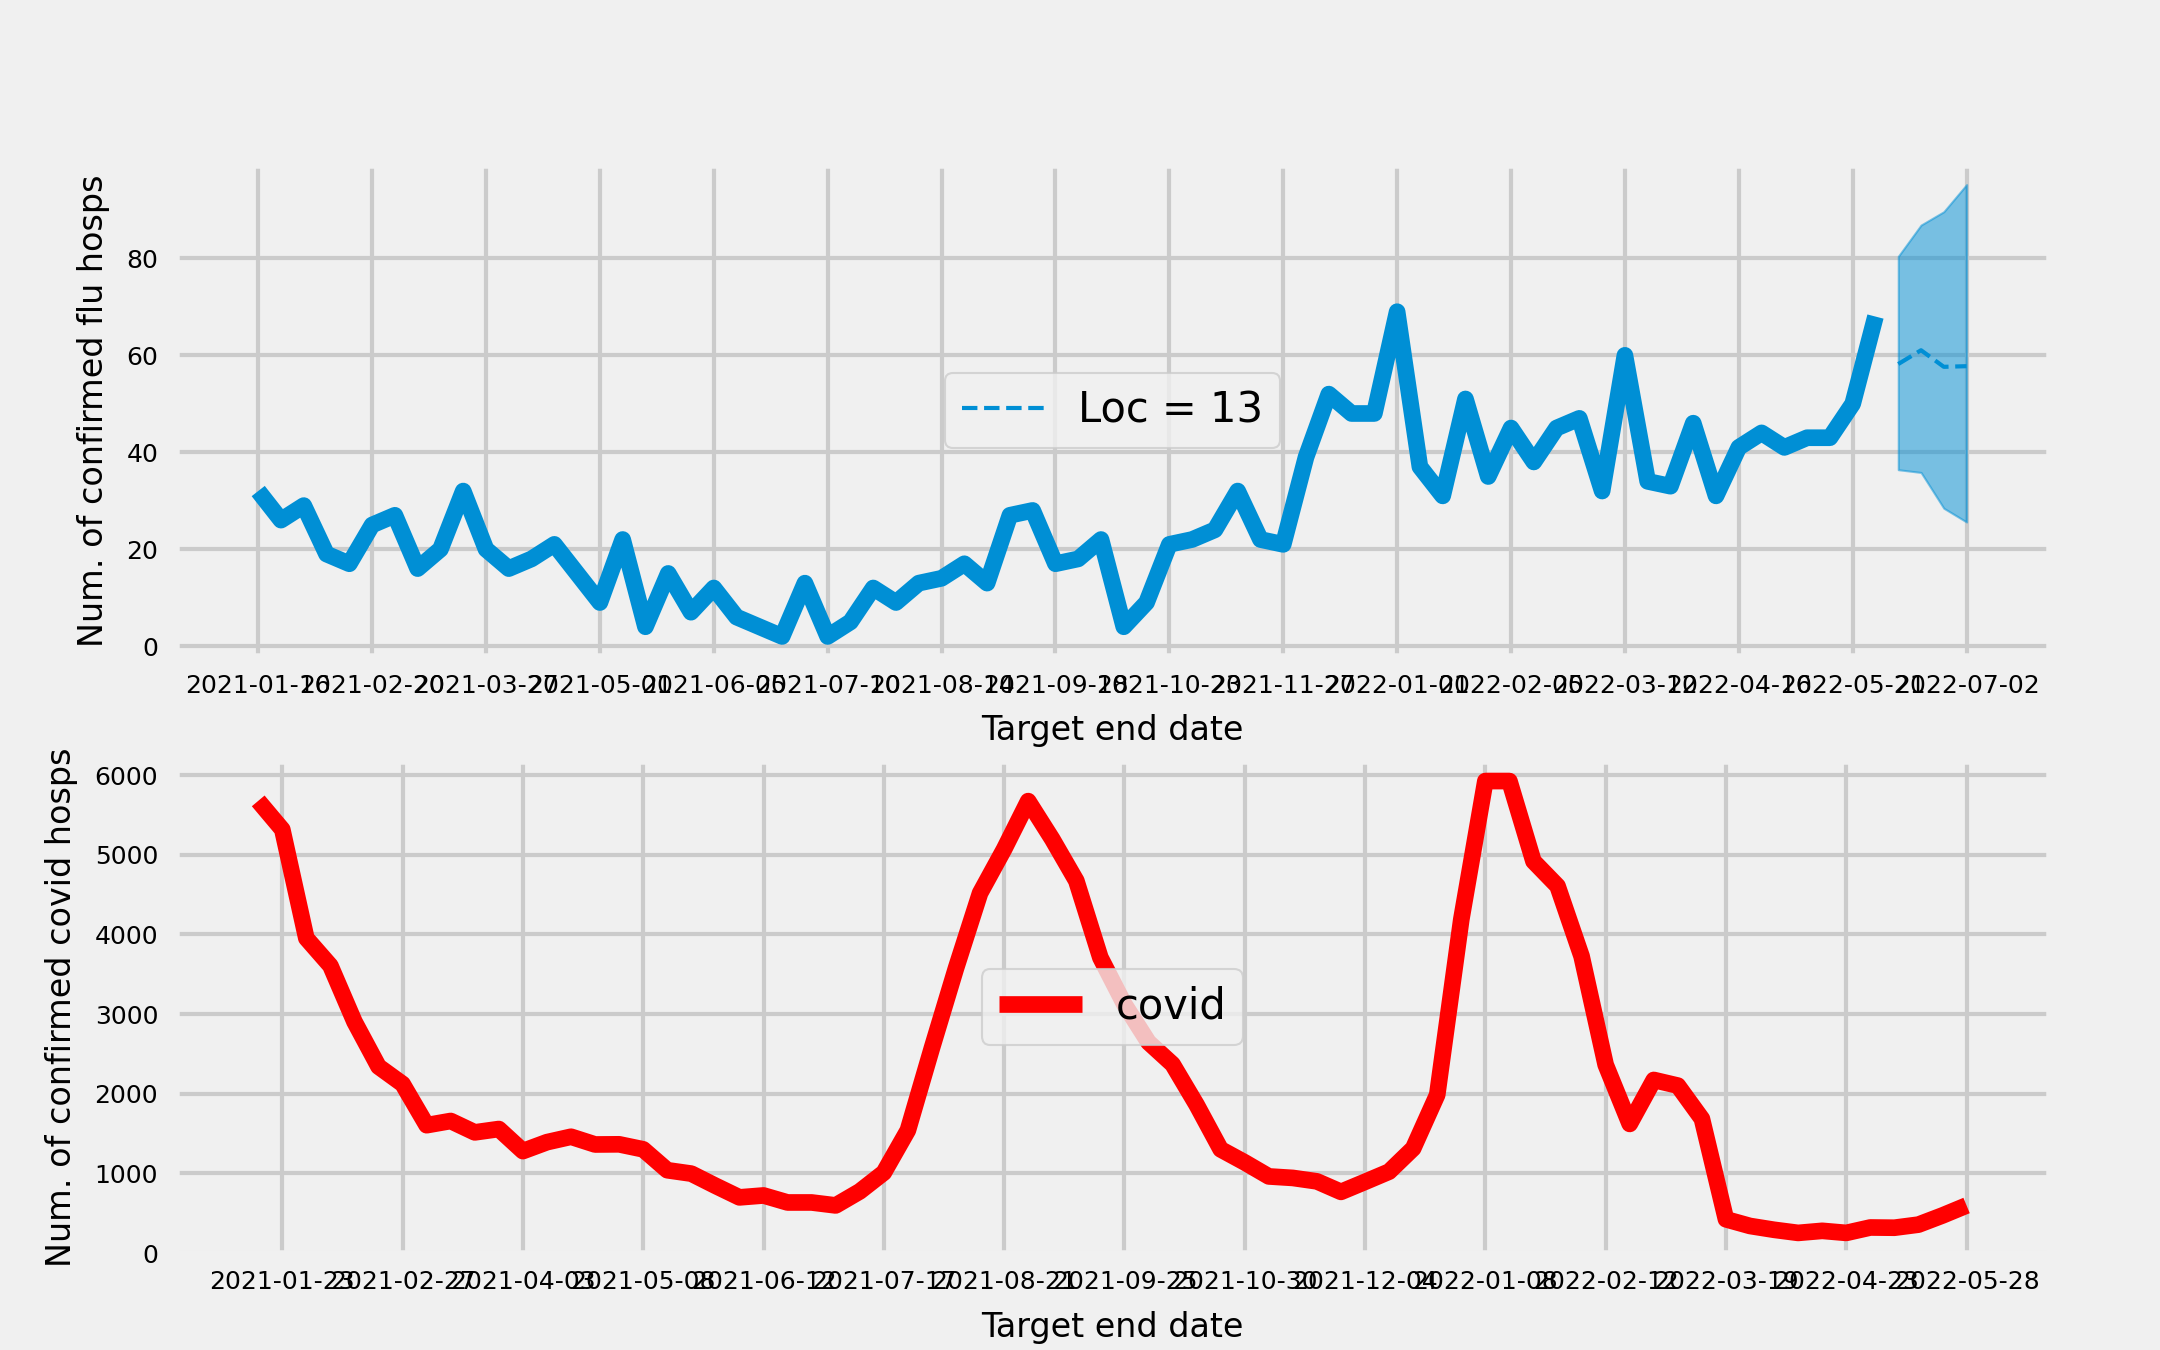 Num. of confirmed flu hosps
80
60
40
20
0
Loc = 13
2021-01-16 2021-02-20 2021-03-27 2021-05-01 2021-06-05 2021-07-10 2021-08-14 2021-09-18 2021-10-23 2021-11-27 2022-01-01 2022-02-05 2022-03-12 2022-04-16 2022-05-21 2022-07-02
Target end date
Num. of confirmed covid hosps
6000
5000
4000
3000
2000
1000
0
covid
2021-01-23 2021-02-27 2021-04-03 2021-05-08 2021-06-12 2021-07-17 2021-08-21 2021-09-25 2021-10-30 2021-12-04 2022-01-08 2022-02-12 2022-03-19 2022-04-23 2022-05-28
Target end date